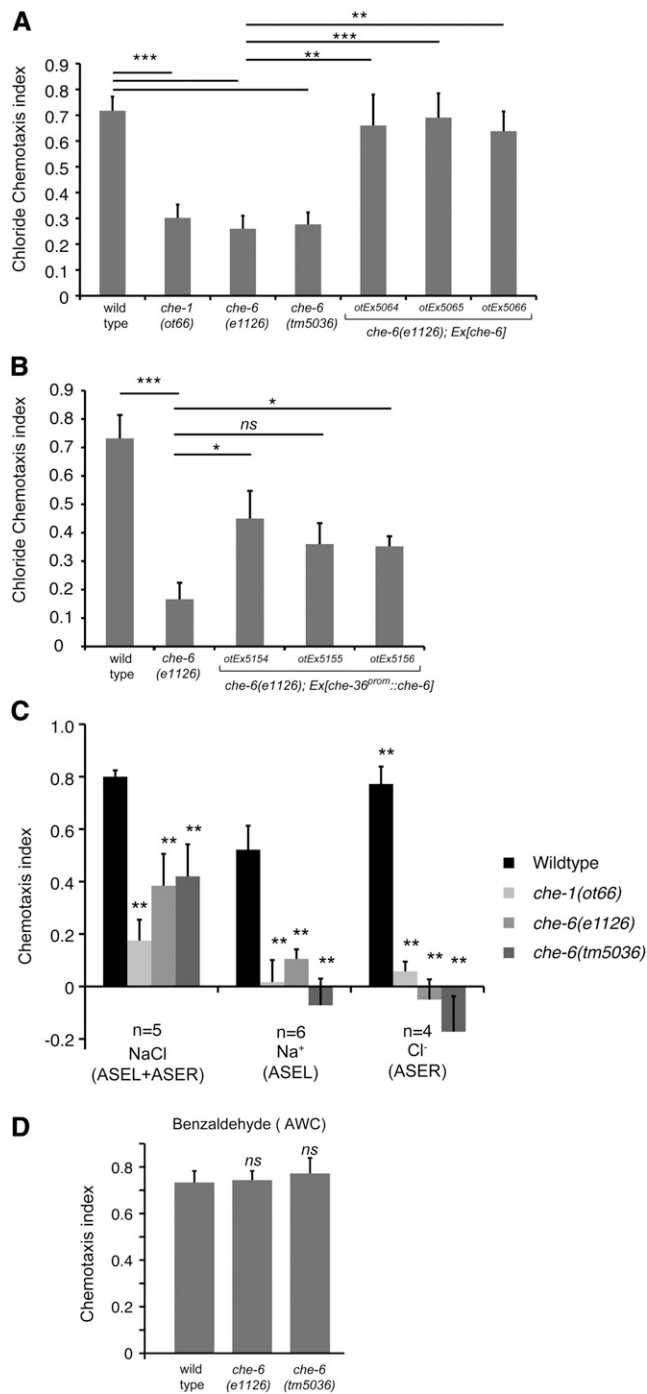 A
Chloride Chemotaxis index
0.9
0.8
0.7
0.6
0.5
0.4
0.3
0.2
0.1
0
***
**
***
**
wild type
che-1 (ot66)
che-6 (e1126)
che-6 (tm5036)
otEx5064
otEx5065
otEx5066
che-6(e1126); Ex[che-6]
B
Chloride Chemotaxis index
0.9
0.8
0.7
0.6
0.5
0.4
0.3
0.2
0.1
0
***
*
ns
*
wild type
che-6 (e1126)
otEx5154
otEx5155
otEx5156
che-6(e1126); Ex[che-36prom::che-6]
C
Chemotaxis index
1.0
0.8
0.6
0.4
0.2
0
-0.2
**
**
**
**
**
**
**
**
**
**
n=5
NaCl
(ASEL+ASER)
n=6
Na+
(ASEL)
n=4
Cl-
(ASER)
Wildtype
che-1(ot66)
che-6(e1126)
che-6(tm5036)
D
Benzaldehyde ( AWC)
Chemotaxis index
0.8
0.6
0.4
0.2
0
ns
ns
wild type
che-6 (e1126)
che-6 (tm5036)